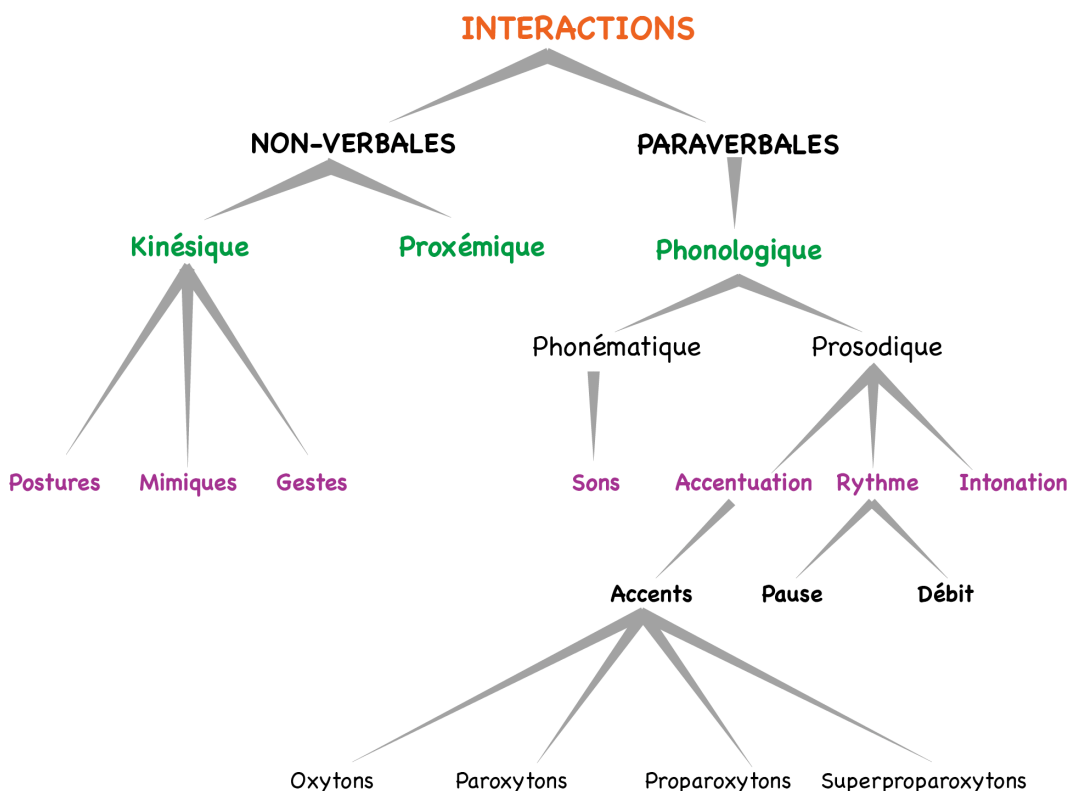 INTERACTIONS
NON-VERBALES
PARAVERBALES
Kinésique
Proxémique
Phonologique
Phonématique
Prosodique
Postures
Mimiques
Gestes
Sons
Accentuation
Rythme
Intonation
Accents
Pause
Débit
Oxytons
Paroxytons
Proparoxytons
Superproparoxytons